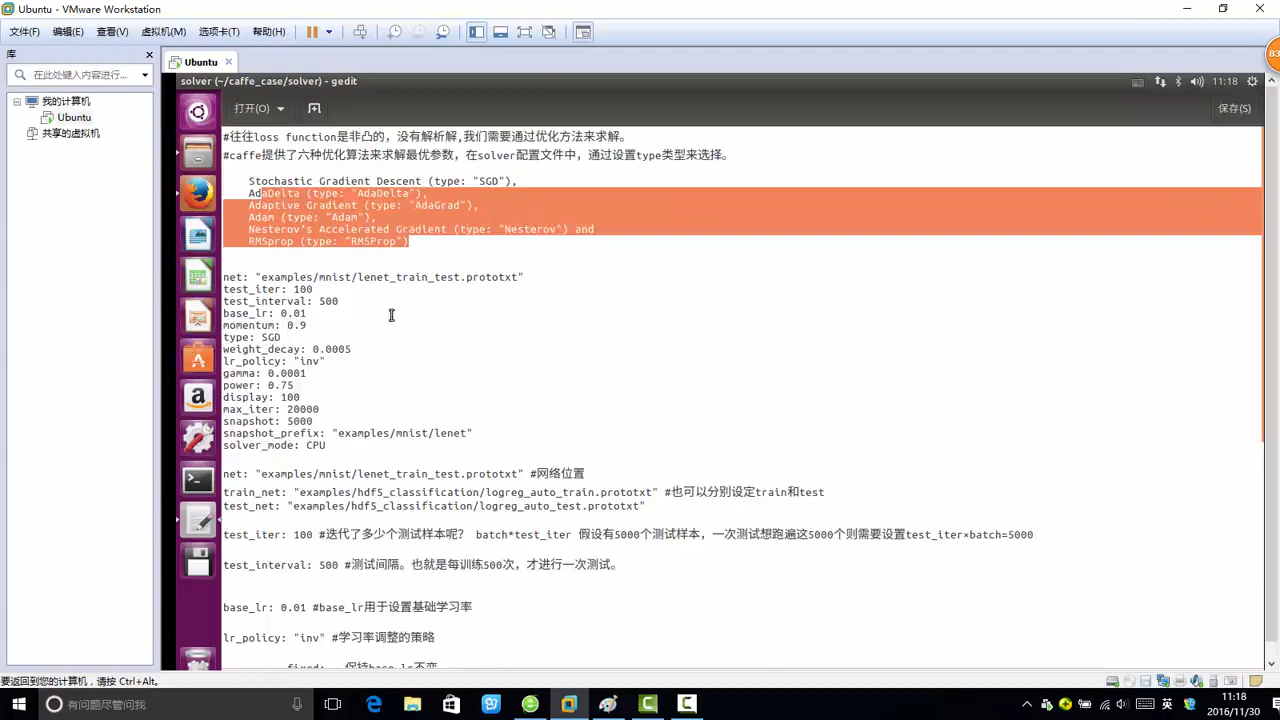 Ubuntu - VMware Workstation
文件(F) 编辑(E) 查看(V) 虚拟机(M) 选项卡(T) 帮助(H)
83
库
在此处键入内容进行...
我的计算机
Ubuntu
共享的虚拟机
Ubuntu
solver (~/caffe_case/solver) - gedit
11:18
打开(O)
保存(S)
#往往loss function是非凸的，没有解析解,我们需要通过优化方法来求解。
#caffe提供了六种优化算法来求解最优参数，在solver配置文件中，通过设置type类型来选择。
Stochastic Gradient Descent (type: "SGD"),
AdaDelta (type: "AdaDelta"),
Adaptive Gradient (type: "AdaGrad"),
Adam (type: "Adam"),
Nesterov's Accelerated Gradient (type: "Nesterov") and
RMSprop (type: "RMSProp")
net: "examples/mnist/lenet_train_test.prototxt"
test_iter: 100
test_interval: 500
base_lr: 0.01
momentum: 0.9
type: SGD
weight_decay: 0.0005
lr_policy: "inv"
gamma: 0.0001
power: 0.75
display: 100
max_iter: 20000
snapshot: 5000
snapshot_prefix: "examples/mnist/lenet"
solver_mode: CPU
net: "examples/mnist/lenet_train_test.prototxt" #网络位置
train_net: "examples/hdf5_classification/logreg_auto_train.prototxt" #也可以分别设定train和test
test_net: "examples/hdf5_classification/logreg_auto_test.prototxt"
test_iter: 100 #迭代了多少个测试样本呢？ batch*test_iter 假设有5000个测试样本，一次测试想跑遍这5000个则需要设置test_iter×batch=5000
test_interval: 500 #测试间隔。也就是每训练500次，才进行一次测试。
base_lr: 0.01 #base_lr用于设置基础学习率
lr_policy: "inv" #学习率调整的策略
fixed: 保持base_lr不变
要返回到您的计算机，请按 Ctrl+Alt。
有问题尽管问我
英
11:18
2016/11/30